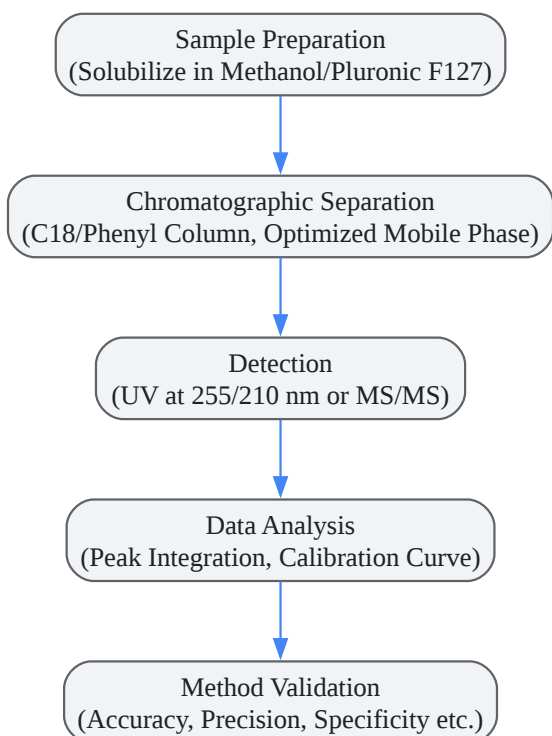 Sample Preparation
(Solubilize in Methanol/Pluronic F127)
Chromatographic Separation
(C18/Phenyl Column, Optimized Mobile Phase)
Detection
(UV at 255/210 nm or MS/MS)
Data Analysis
(Peak Integration, Calibration Curve)
Method Validation
(Accuracy, Precision, Specificity etc.)